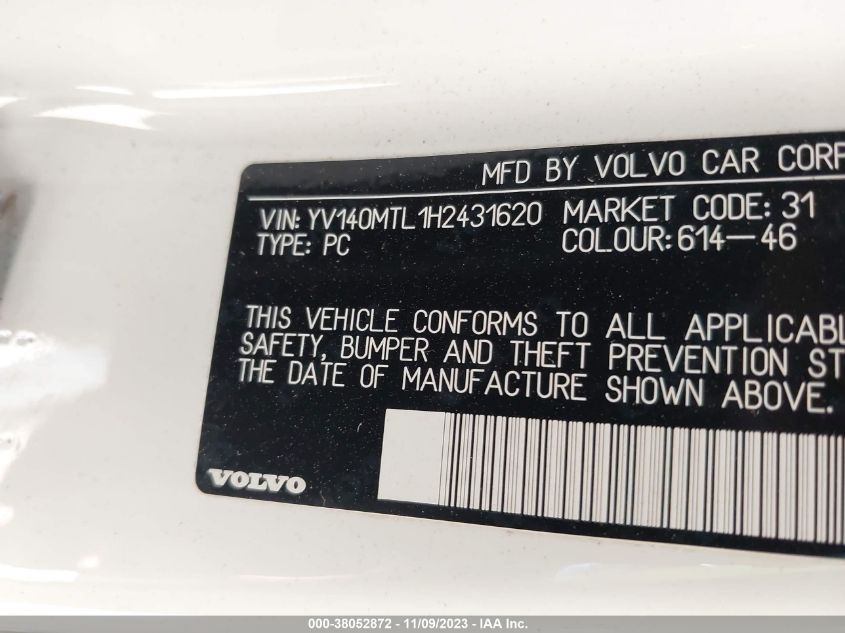 MFD BY VOLVO CAR CORP
VIN: YV140MTL1H2431620 MARKET CODE: 31
TYPE: PC COLOUR: 614-46
THIS VEHICLE CONFORMS TO ALL APPLICABL
SAFETY, BUMPER AND THEFT PREVENTION ST
THE DATE OF MANUFACTURE SHOWN ABOVE.
VOLVO
000-38052872 - 11/09/2023 - IAA Inc.